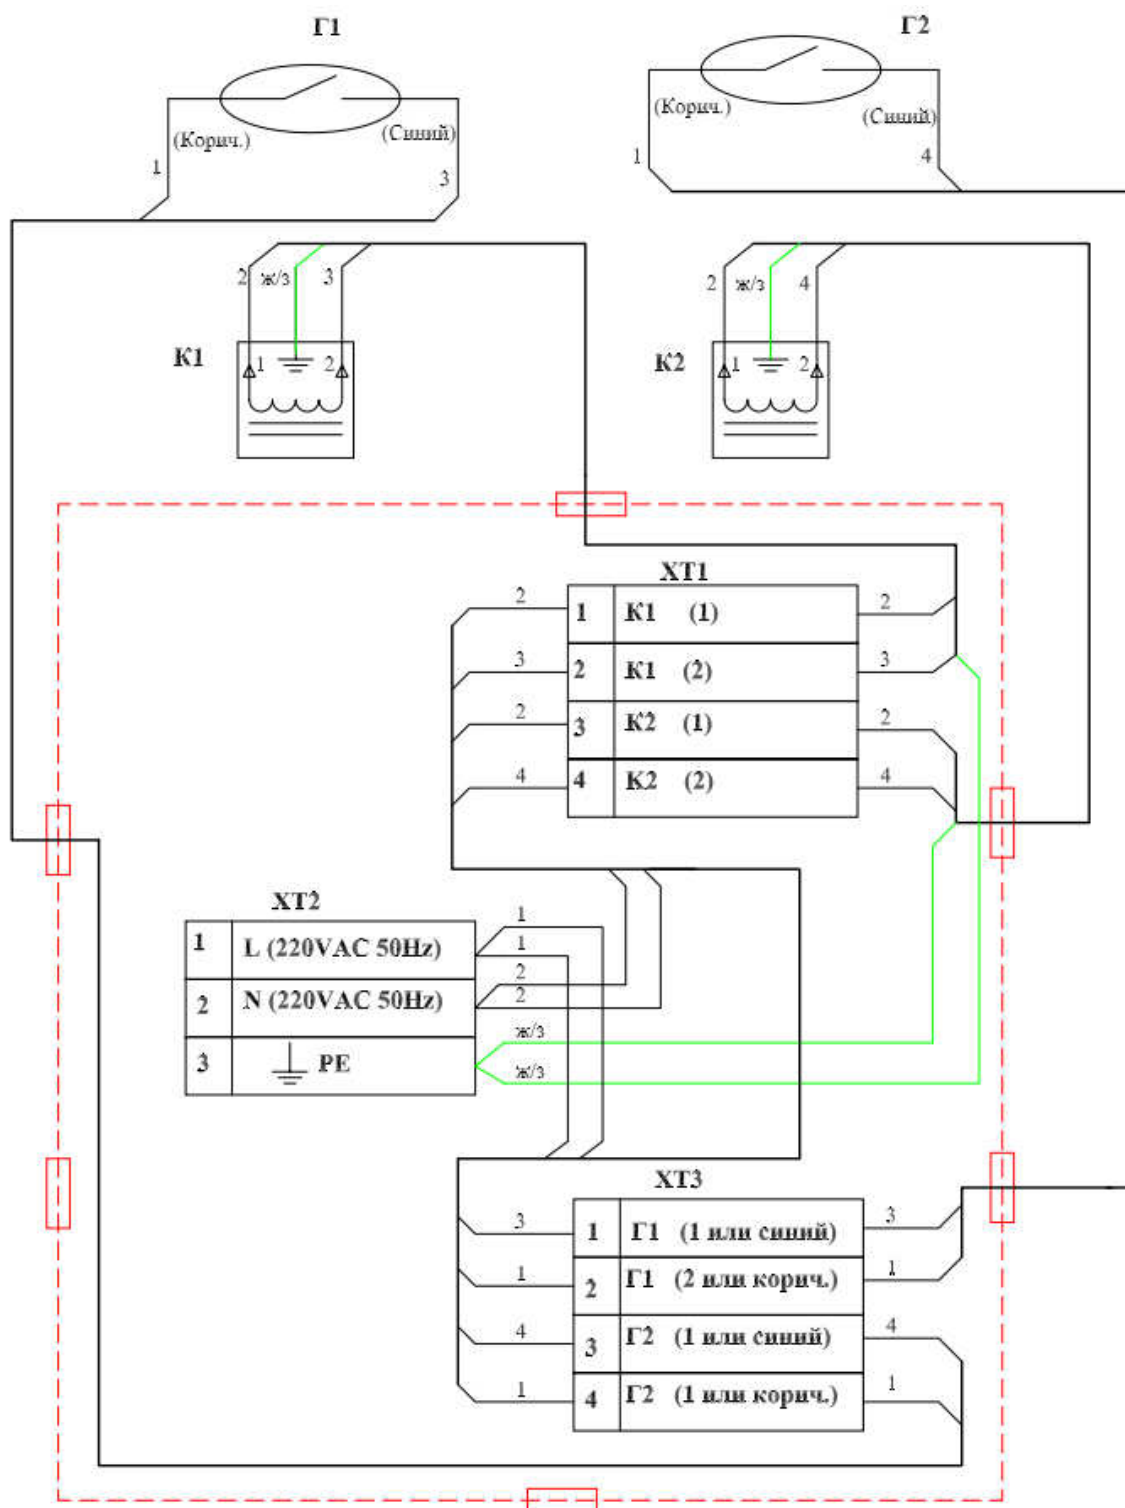 Г1
Г2
(Корич.)
(Синий)
1
3
(Корич.)
(Синий)
1
4
2
ж/з
3
2
ж/з
4
К1
1
2
К2
1
2
XT1
2
1
К1 (1)
2
3
2
К1 (2)
3
2
3
К2 (1)
2
4
4
К2 (2)
4
XT2
1
L (220VAC 50Hz)
1
1
2
N (220VAC 50Hz)
2
2
3
PE
ж/з
ж/з
XT3
3
1
Г1 (1 или синий)
3
1
2
Г1 (2 или корич.)
1
4
3
Г2 (1 или синий)
4
1
4
Г2 (1 или корич.)
1